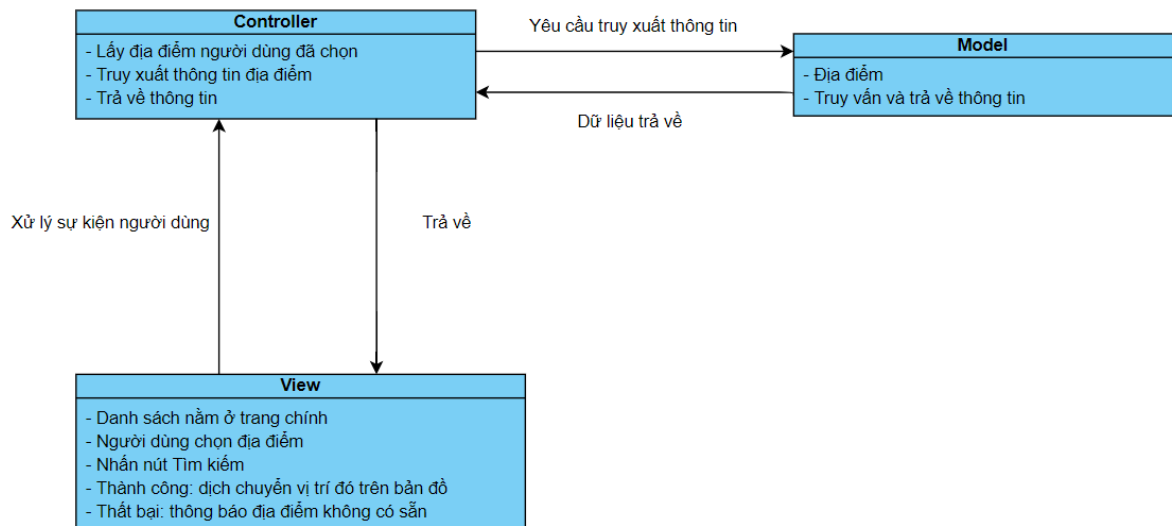 Controller
- Lấy địa điểm người dùng đã chọn
- Truy xuất thông tin địa điểm
- Trả về thông tin
Yêu cầu truy xuất thông tin
Model
- Địa điểm
- Truy vấn và trả về thông tin
Dữ liệu trả về
Xử lý sự kiện người dùng
Trả về
View
- Danh sách nằm ở trang chính
- Người dùng chọn địa điểm
- Nhấn nút Tìm kiếm
- Thành công: dịch chuyển vị trí đó trên bản đồ
- Thất bại: thông báo địa điểm không có sẵn